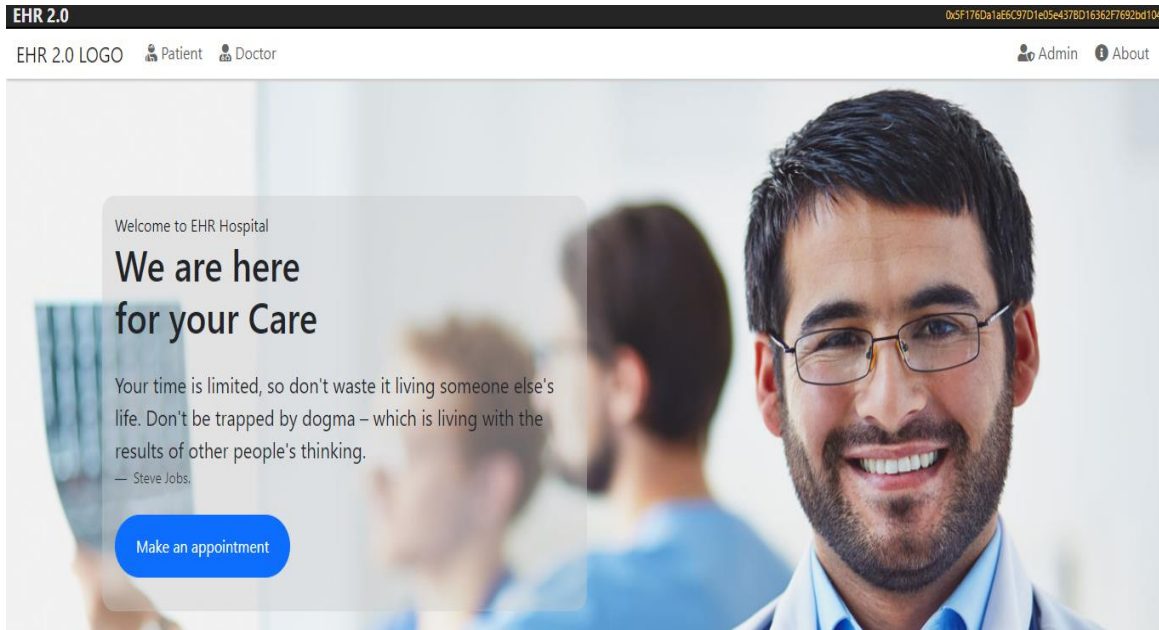 EHR 2.0
0x5F176Da1aE6C97D1e05e4378D16362F7692bd104
EHR 2.0 LOGO Patient Doctor Admin About
Welcome to EHR Hospital
We are here
for your Care
Your time is limited, so don't waste it living someone else's
life. Don't be trapped by dogma – which is living with the
results of other people's thinking.
— Steve Jobs.
Make an appointment